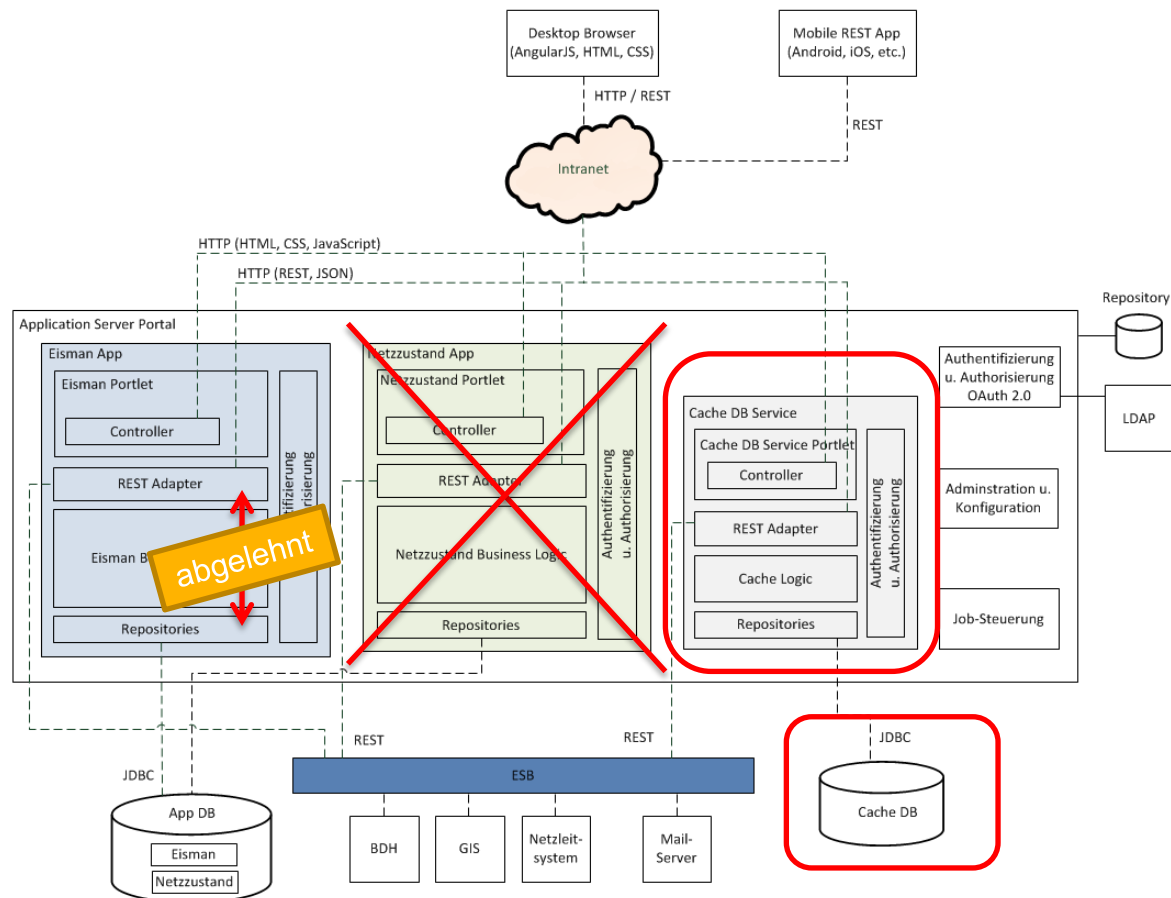 Desktop Browser
(AngularJS, HTML, CSS)
Mobile REST App
(Android, iOS, etc.)
HTTP / REST
REST
Intranet
HTTP (HTML, CSS, JavaScript)
HTTP (REST, JSON)
Repository
Application Server Portal
Eisman App
Eisman Portlet
Controller
REST Adapter
Eisman B
Repositories
abgelehnt
Netzzustand App
Netzzustand Portlet
Controller
REST Adapter
Netzzustand Business Logic
Repositories
Authentifizierung
u. Authorisierung
Cache DB Service
Cache DB Service Portlet
Controller
REST Adapter
Cache Logic
Repositories
Authentifizierung
u. Authorisierung
Authentifizierung
u. Authorisierung
OAuth 2.0
LDAP
Adminstration u.
Konfiguration
Job-Steuerung
REST
REST
JDBC
JDBC
ESB
App DB
Eisman
Netzzustand
BDH
GIS
Netzleit-
system
Mail-
Server
Cache DB